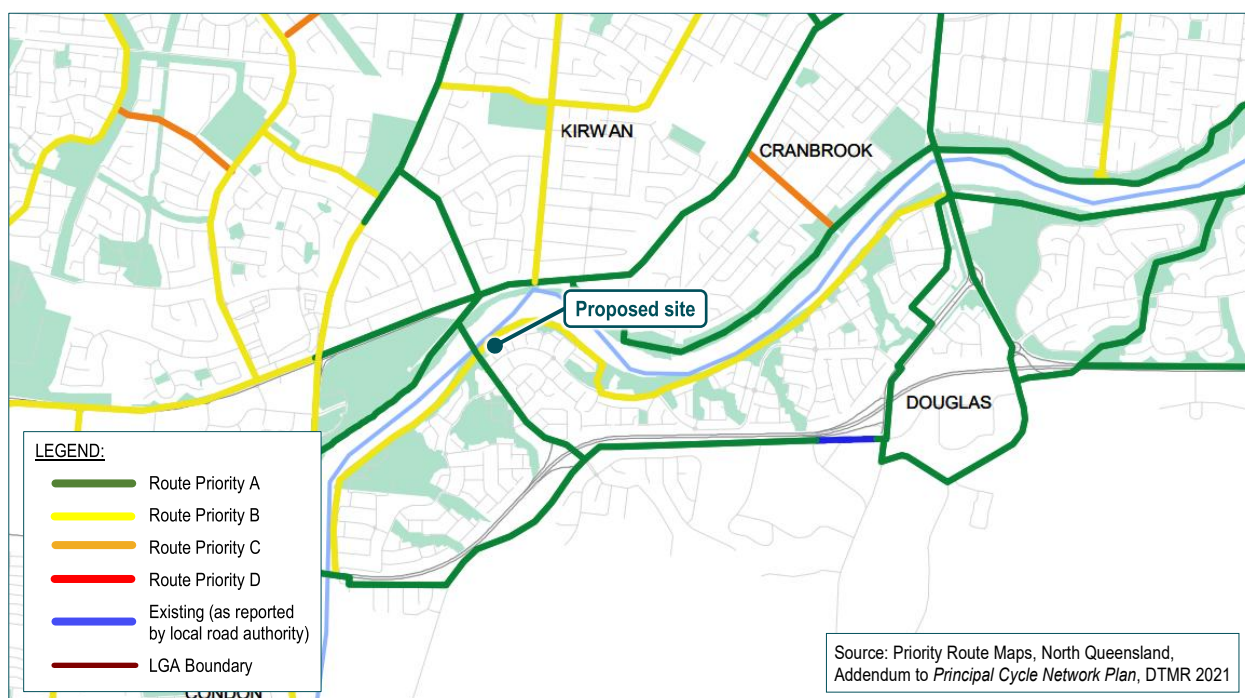 KIRWAN
CRANBROOK
Proposed site
DOUGLAS
LEGEND:
Route Priority A
Route Priority B
Route Priority C
Route Priority D
Existing (as reported
by local road authority)
LGA Boundary
CONDON
Source: Priority Route Maps, North Queensland,
Addendum to Principal Cycle Network Plan, DTMR 2021